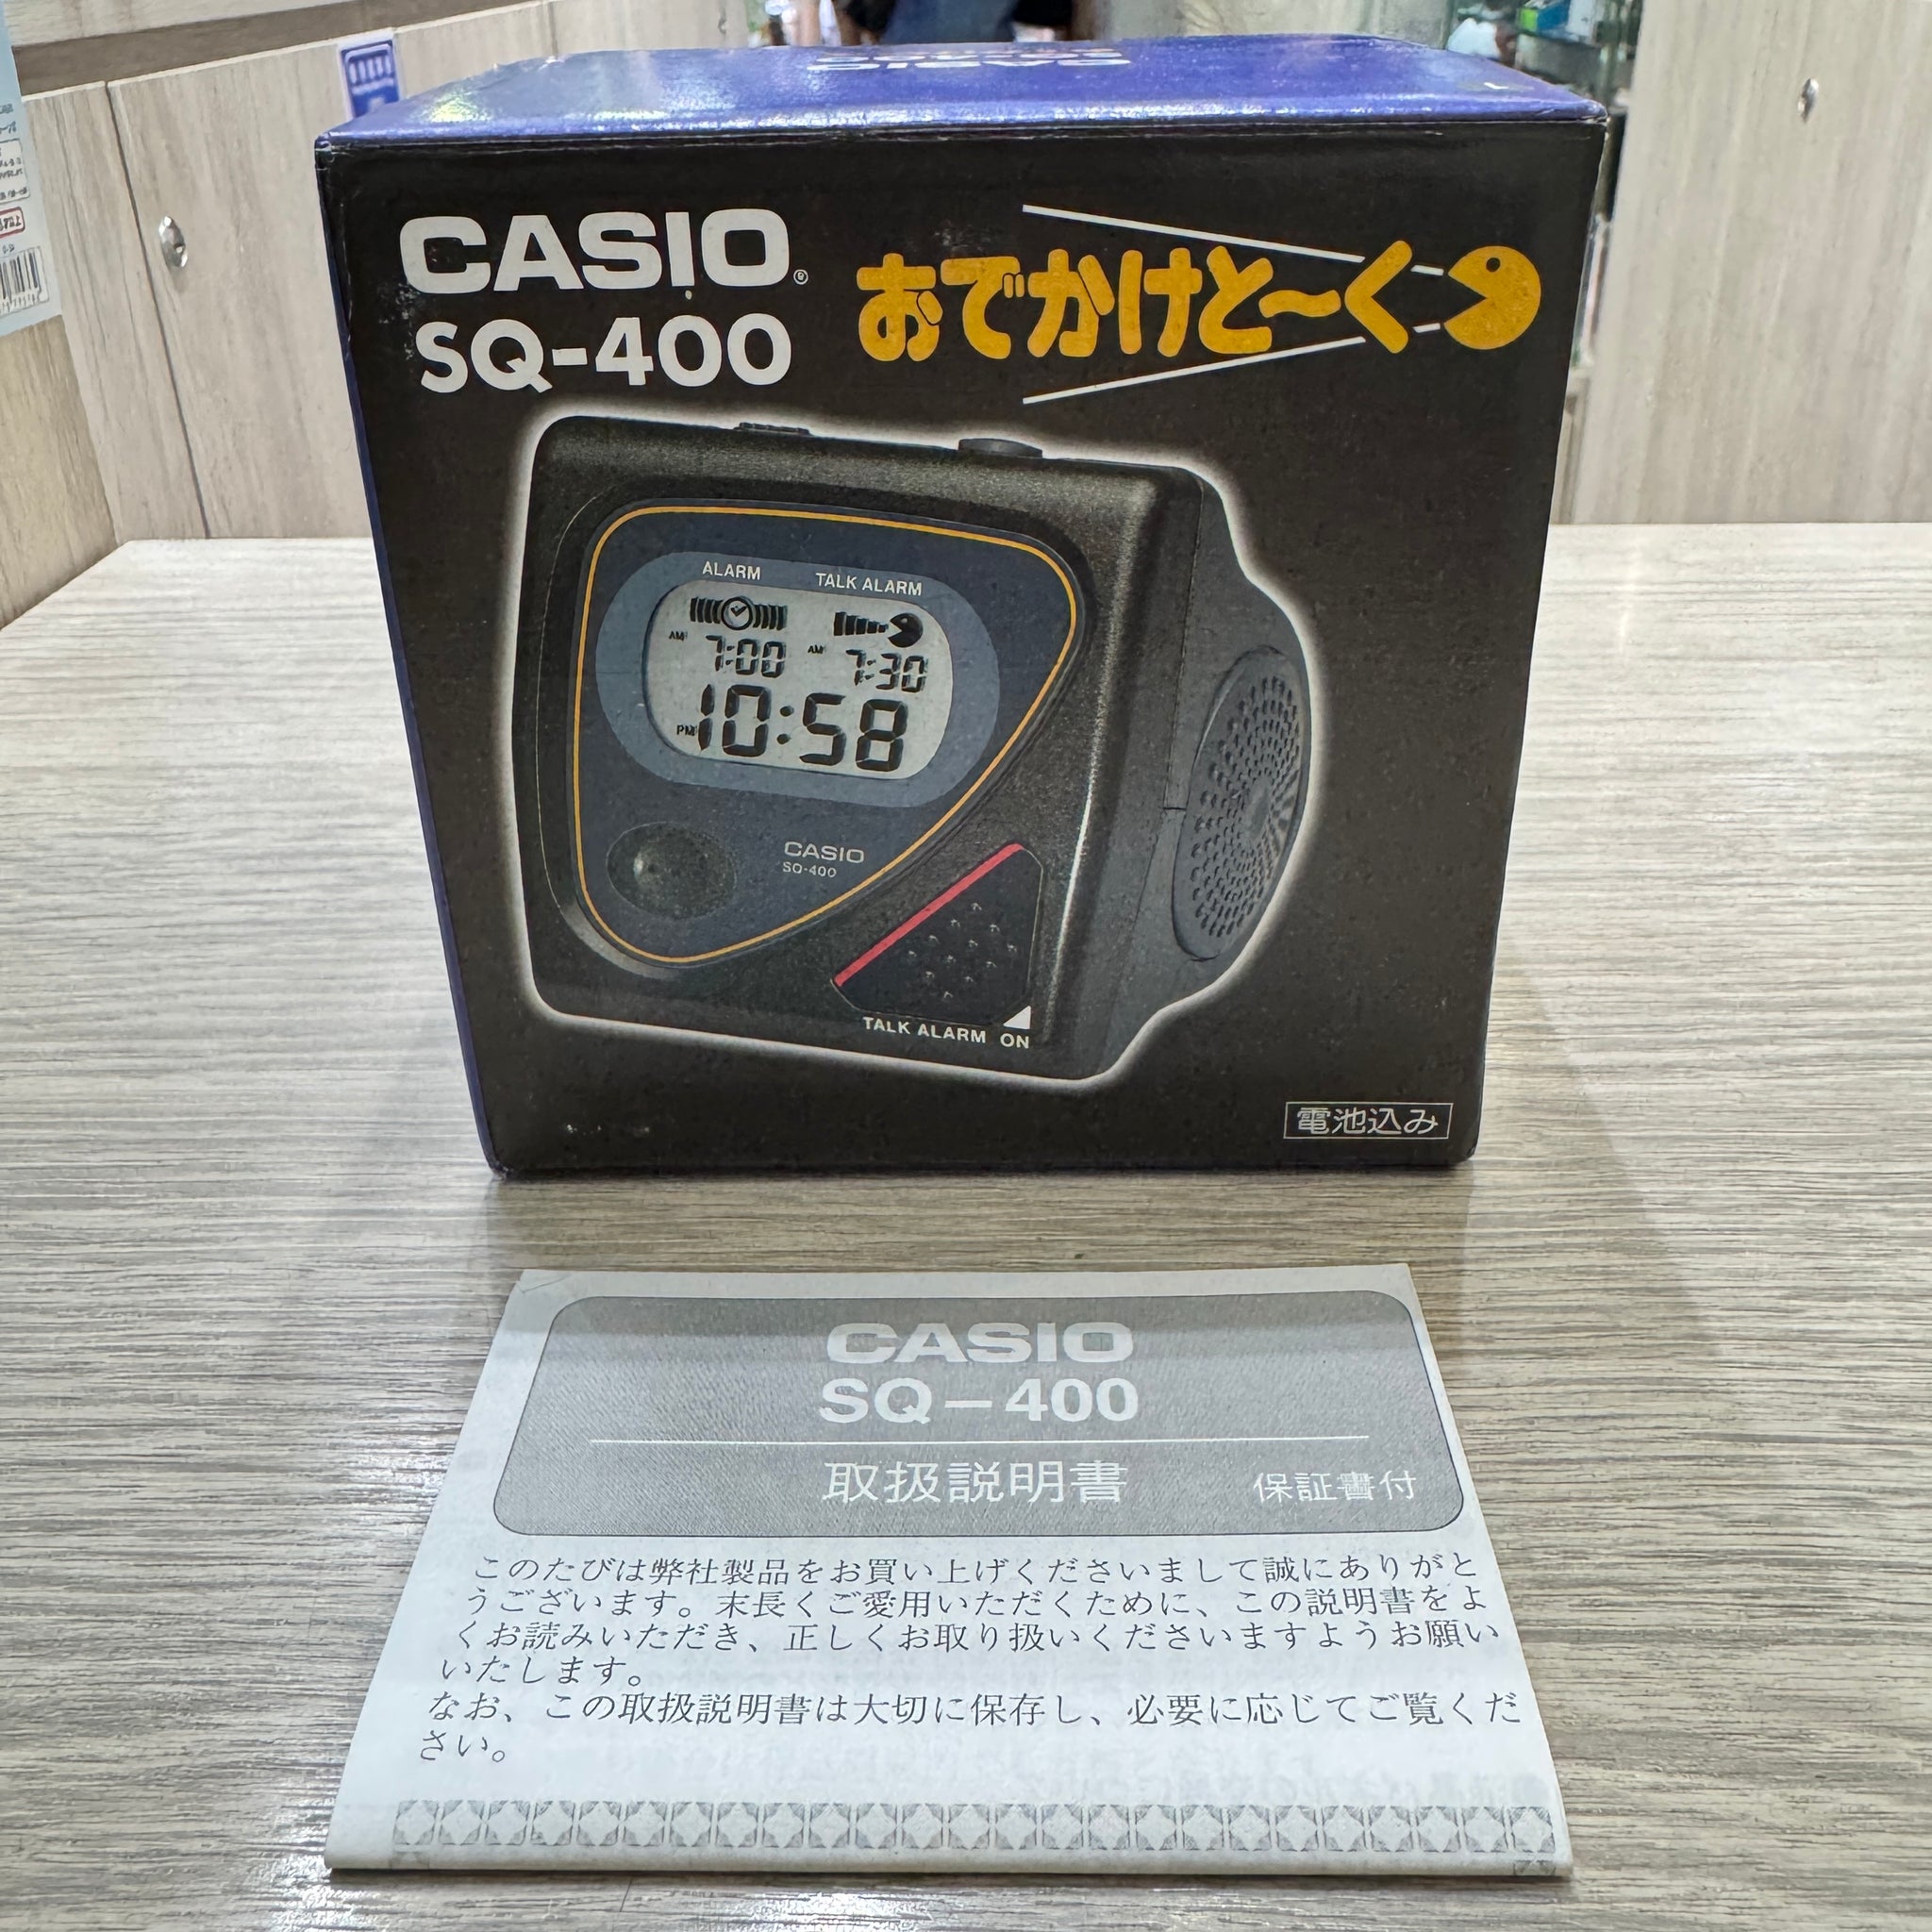 CASIO
SQ-400
CASIO®
おでかけと〜く
SQ-400
ALARM
TALK ALARM
AM 7:00
AM 7:30
PM 10:58
CASIO
SQ-400
TALK ALARM ON
電池込み
CASIO
SQ-400
取扱説明書
保証書付
このたびは弊社製品をお買い上げくださいまして誠にありがと
うございます。末長くご愛用いただくために、この説明書をよ
くお読みいただき、正しくお取り扱いくださいますようお願い
いたします。
なお、この取扱説明書は大切に保存し、必要に応じてご覧くだ
さい。